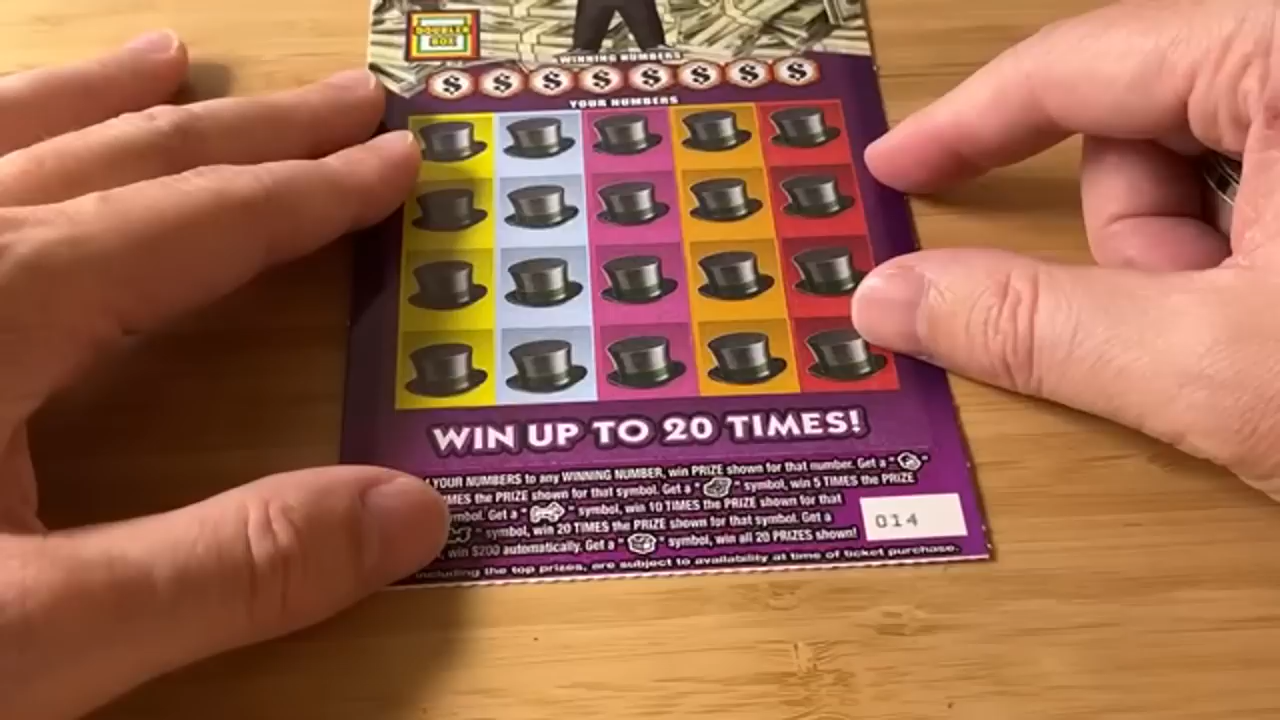 DOUBLER
BOX
WINNING NUMBERS
$ $ $ $ $ $ $ $
YOUR NUMBERS
WIN UP TO 20 TIMES!
YOUR NUMBERS to any WINNING NUMBER, win PRIZE shown for that number. Get a " "
TIMES the PRIZE shown for that symbol. Get a " " symbol, win 5 TIMES the PRIZE
symbol. Get a " " symbol, win 10 TIMES the PRIZE shown for that
" symbol, win 20 TIMES the PRIZE shown for that symbol. Get a
, win $200 automatically. Get a " " symbol, win all 20 PRIZES shown!
014
including the top prizes, are subject to availability at time of ticket purchase.